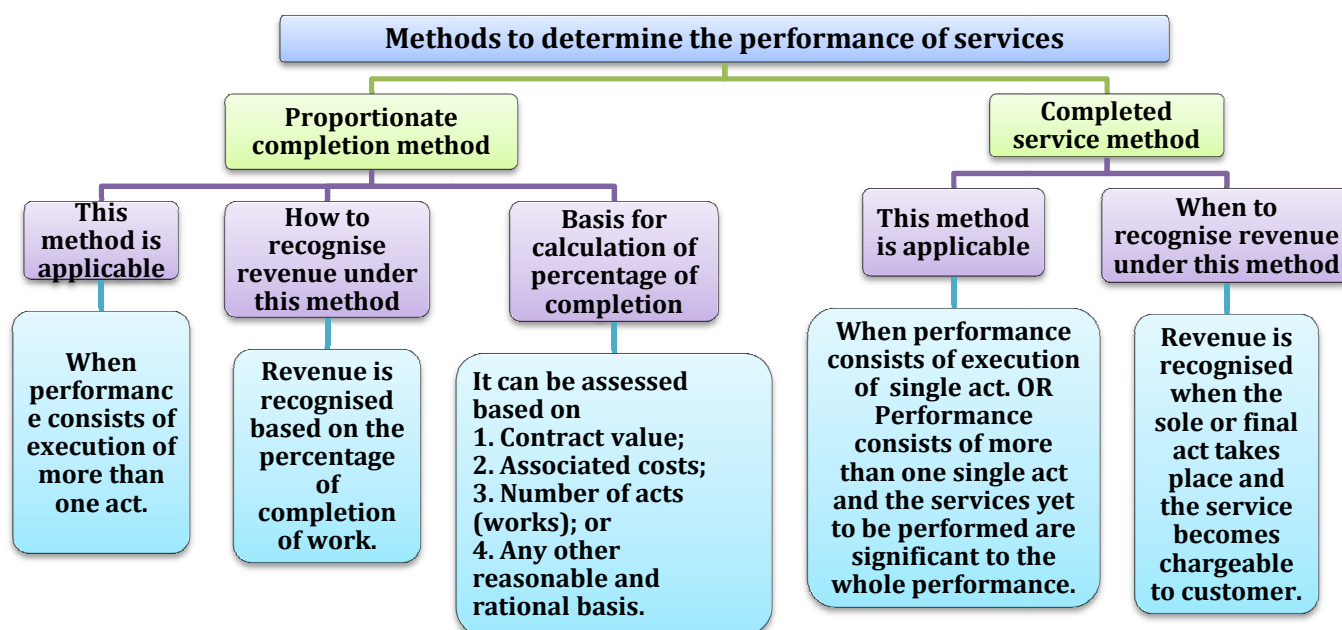 Methods to determine the performance of services
Proportionate
completion method
This
method is
applicable
When
performanc
e consists of
execution of
more than
one act.
How to
recognise
revenue under
this method
Revenue is
recognised
based on the
percentage
of
completion
of work.
Basis for
calculation of
percentage of
completion
It can be assessed
based on
1. Contract value;
2. Associated costs;
3. Number of acts
(works); or
4. Any other
reasonable and
rational basis.
Completed
service method
This method
is applicable
When performance
consists of execution
of single act. OR
Performance
consists of more
than one single act
and the services yet
to be performed are
significant to the
whole performance.
When to
recognise revenue
under this method
Revenue is
recognised
when the
sole or final
act takes
place and
the service
becomes
chargeable
to customer.